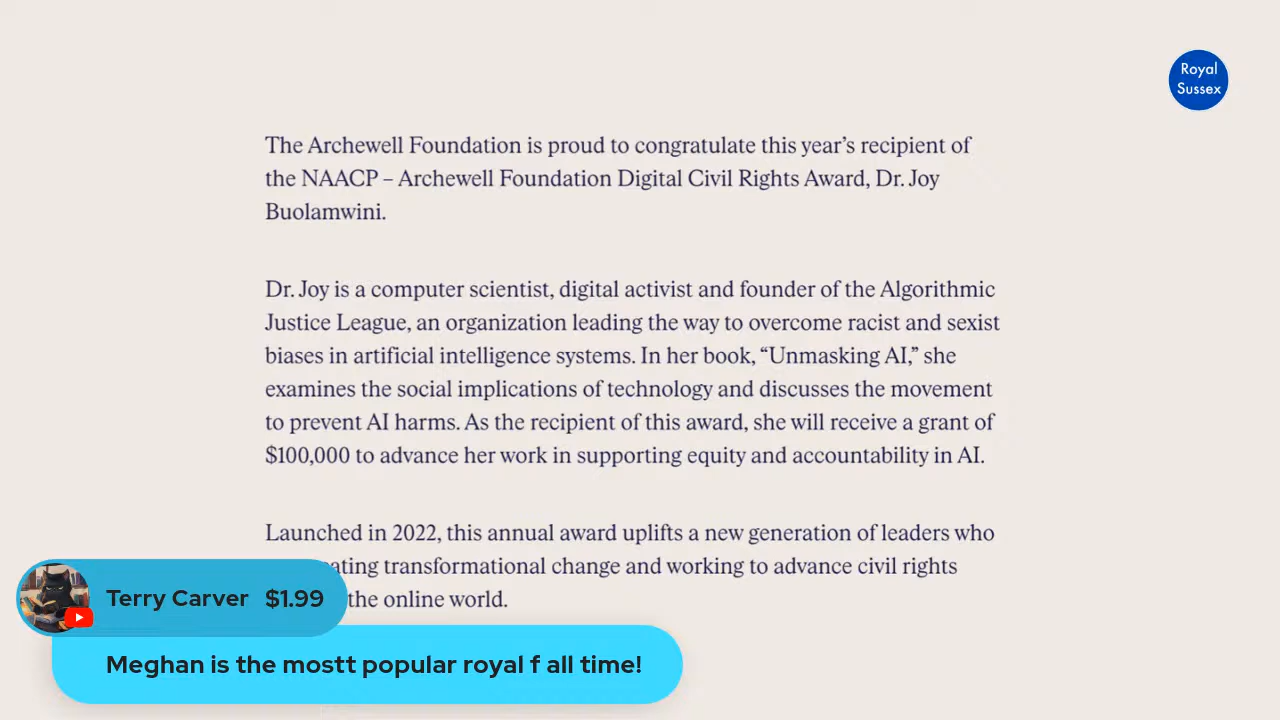 Royal
Sussex
The Archewell Foundation is proud to congratulate this year’s recipient of
the NAACP – Archewell Foundation Digital Civil Rights Award, Dr. Joy
Buolamwini.
Dr. Joy is a computer scientist, digital activist and founder of the Algorithmic
Justice League, an organization leading the way to overcome racist and sexist
biases in artificial intelligence systems. In her book, “Unmasking AI,” she
examines the social implications of technology and discusses the movement
to prevent AI harms. As the recipient of this award, she will receive a grant of
$100,000 to advance her work in supporting equity and accountability in AI.
Launched in 2022, this annual award uplifts a new generation of leaders who
transformational change and working to advance civil rights
the online world.
Terry Carver $1.99
Meghan is the mostt popular royal f all time!